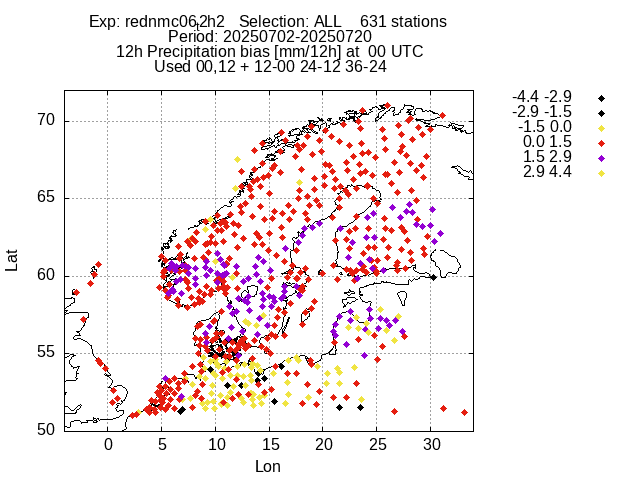 Exp: rednmc06t2h2   Selection: ALL    631 stations
Period: 20250702-20250720
12h Precipitation bias [mm/12h] at  00 UTC
Used 00,12 + 12-00 24-12 36-24
-4.4 -2.9
-2.9 -1.5
-1.5 0.0
0.0 1.5
1.5 2.9
2.9 4.4
70
65
60
55
50
Lat
0 5 10 15 20 25 30
Lon